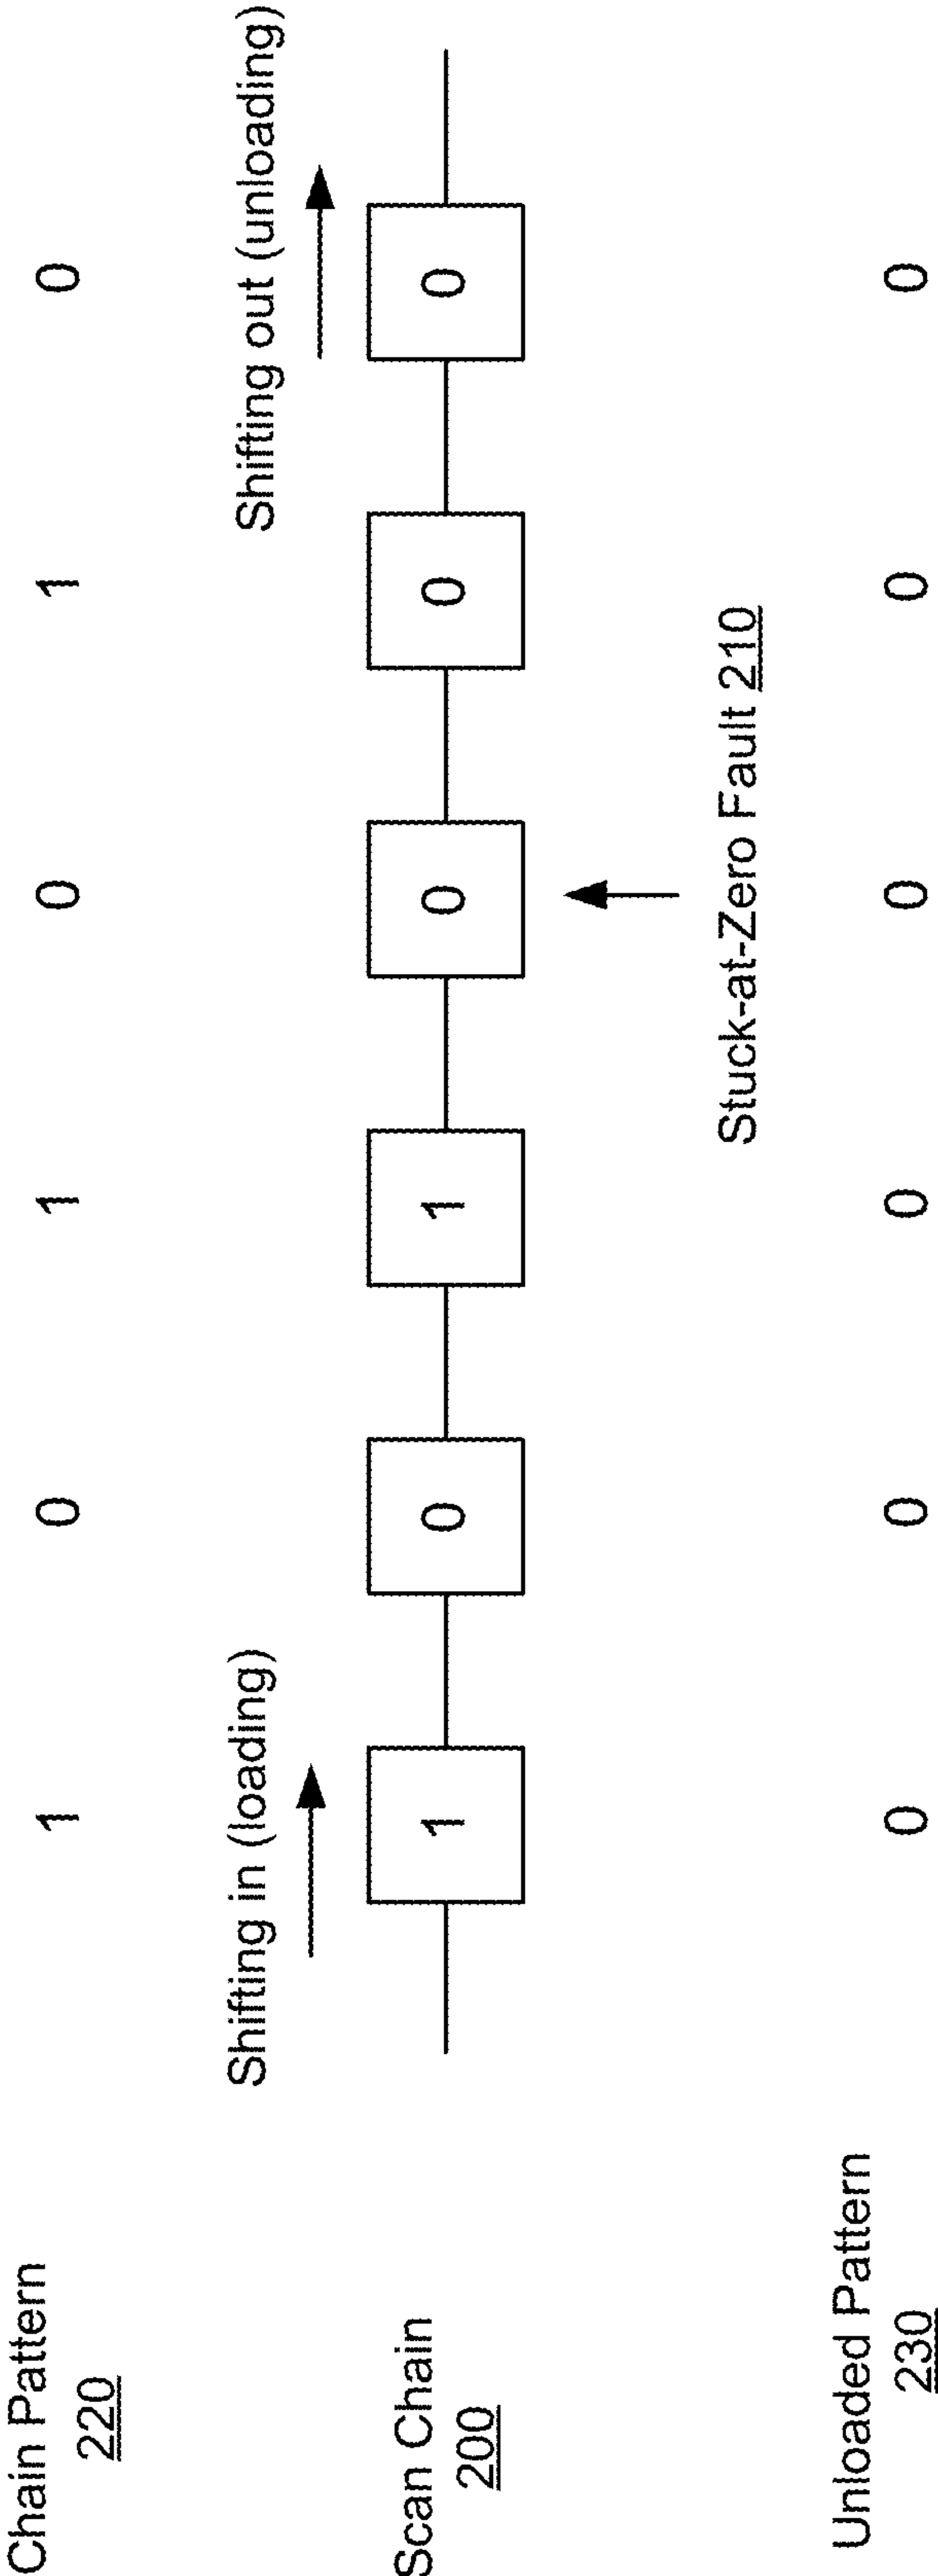 Chain Pattern
220
1 0 1 0 1 0
Shifting in (loading)
Shifting out (unloading)
Scan Chain
200
1 0 1 0 0 0
Stuck-at-Zero Fault 210
Unloaded Pattern
230
0 0 0 0 0 0